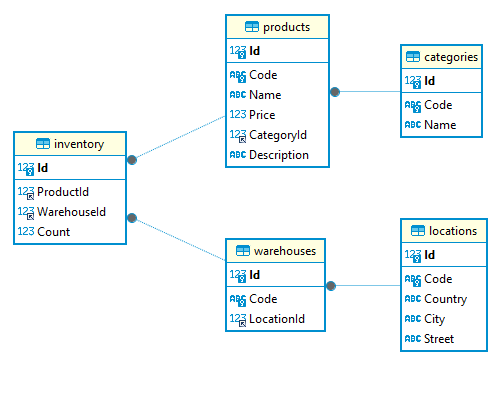 products
123 Id
ABC Code
ABC Name
123 Price
123 CategoryId
ABC Description
categories
123 Id
ABC Code
ABC Name
inventory
123 Id
123 ProductId
123 WarehouseId
123 Count
warehouses
123 Id
ABC Code
123 LocationId
locations
123 Id
ABC Code
ABC Country
ABC City
ABC Street